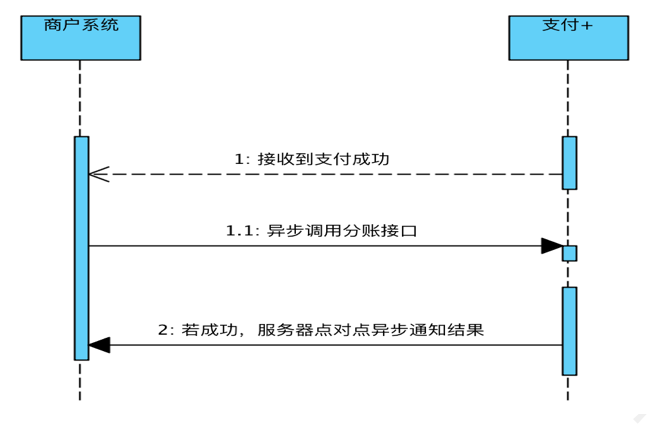 商户系统
支付+
1: 接收到支付成功
1.1: 异步调用分账接口
2: 若成功，服务器点对点异步通知结果